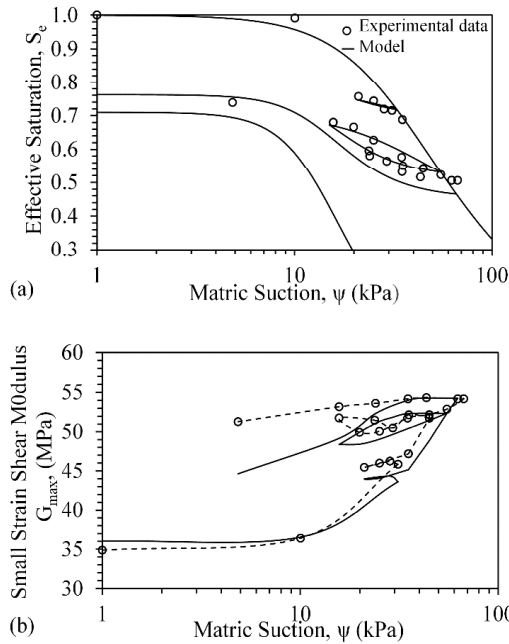 1.0
0.9
0.8
0.7
0.6
0.5
0.4
0.3
Effective Saturation, Se
Experimental data
Model
1
10
100
Matric Suction, ψ (kPa)
(a)
60
55
50
45
40
35
30
Small Strain Shear M0dulus
Gmax, (MPa)
1
10
100
Matric Suction, ψ (kPa)
(b)